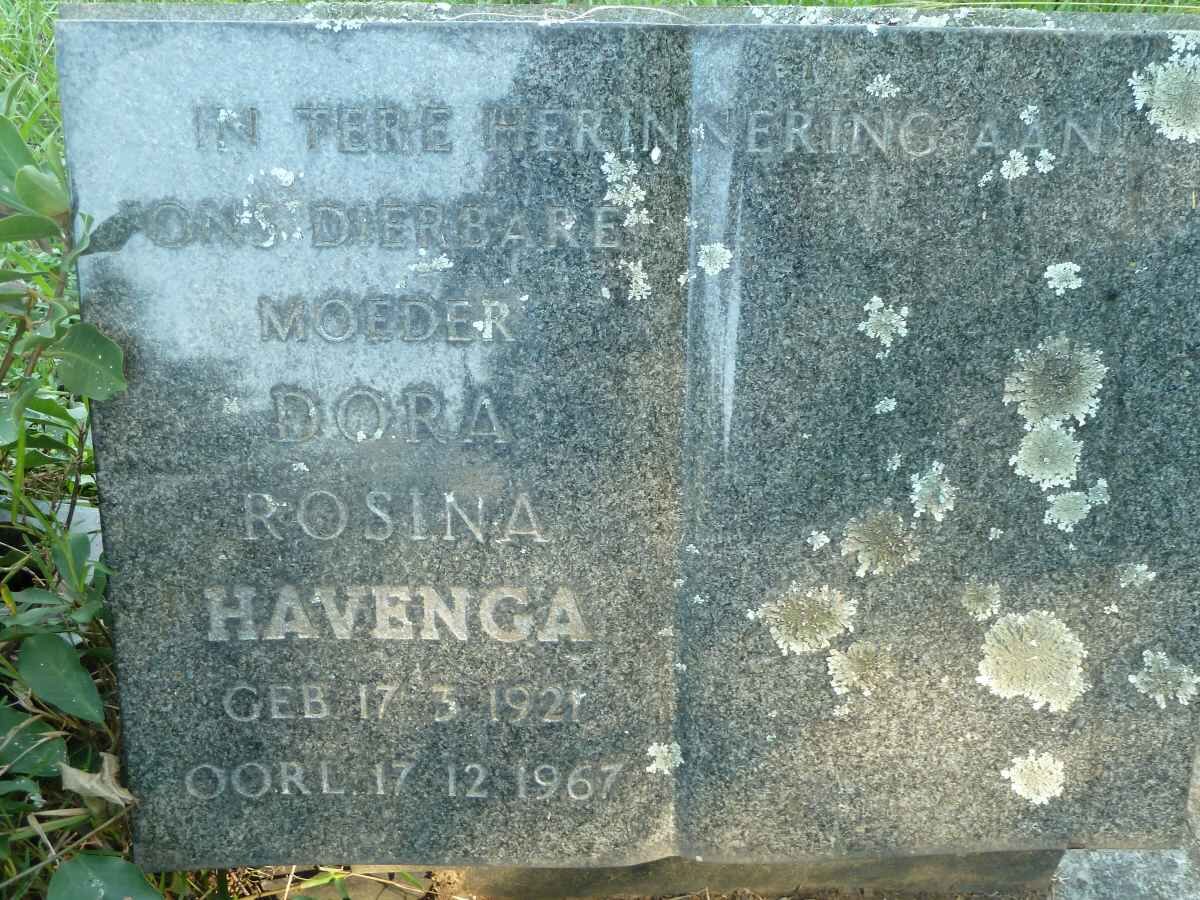 IN TERE HERINNERING AAN
ONS DIERBARE
MOEDER
DORA
ROSINA
HAVENGA
GEB 17 3 1921
OORL 17 12 1967